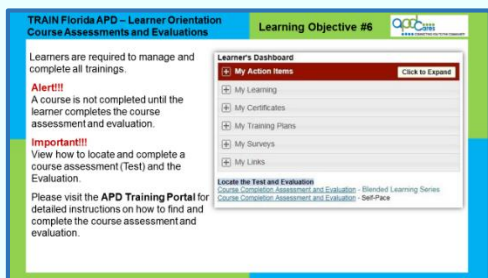 TRAIN Florida APD – Learner Orientation
Course Assessments and Evaluations
Learning Objective #6
apdcares
Learners are required to manage and
complete all trainings.
Alert!!!
A course is not completed until the
learner completes the course
assessment and evaluation.
Important!!!
View how to locate and complete a
course assessment (Test) and the
Evaluation.
Please visit the APD Training Portal for
detailed instructions on how to find and
complete the course assessment and
evaluation.
Learner's Dashboard
My Action Items
Click to Expand
My Learning
My Certificates
My Training Plans
My Surveys
My Links
Locate the Test and Evaluation
Course Completion Assessment and Evaluation - Blended Learning Series
Course Completion Assessment and Evaluation - Self-Pace